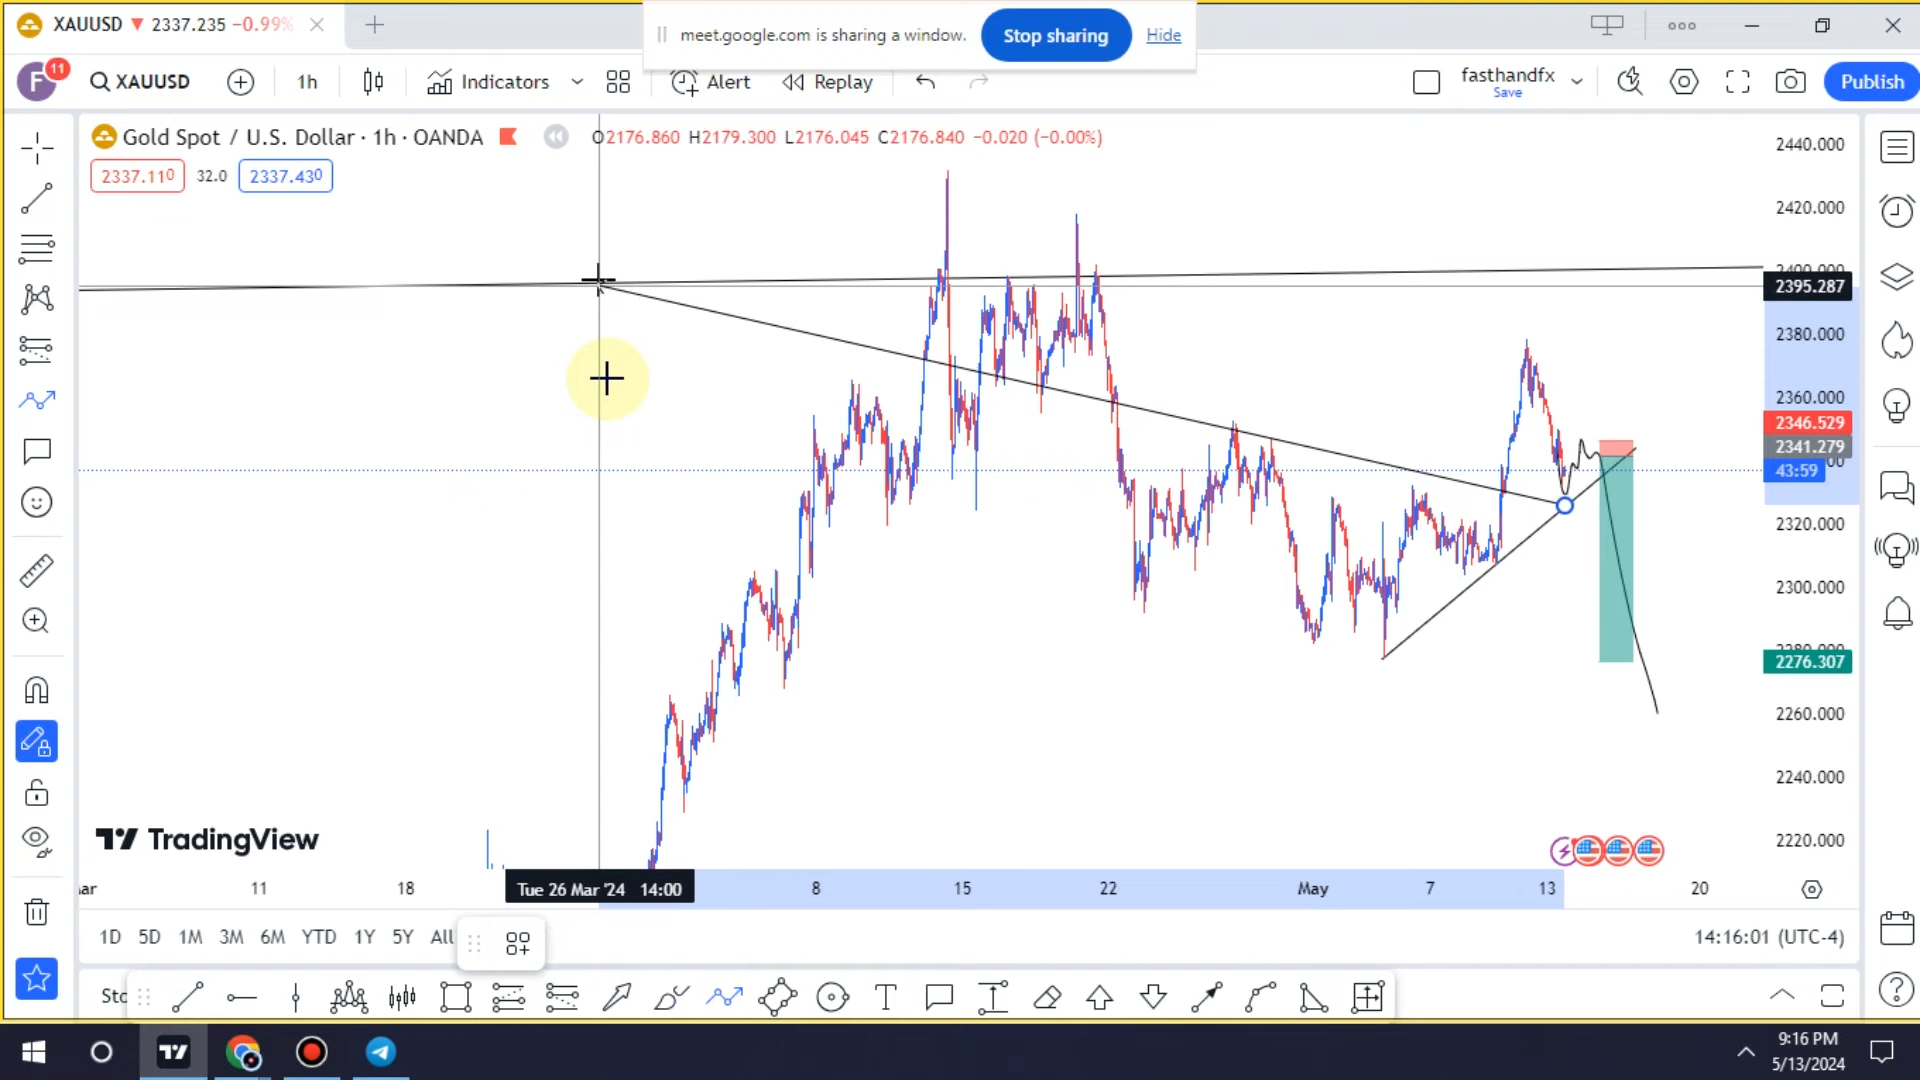 XAUUSD 2337.235 −0.99%
meet.google.com is sharing a window.
Stop sharing
Hide
F
11
XAUUSD
1h
Indicators
Alert
Replay
fasthandfx
Save
Publish
Gold Spot / U.S. Dollar · 1h · OANDA
O2176.860 H2179.300 L2176.045 C2176.840 −0.020 (−0.00%)
2337.110
32.0
2337.430
2440.000
2420.000
2395.287
2380.000
2360.000
2346.529
2341.279
43:59
2320.000
2300.000
2276.307
2260.000
2240.000
2220.000
TradingView
11
18
Tue 26 Mar '24 14:00
8
15
22
May
7
13
20
1D 5D 1M 3M 6M YTD 1Y 5Y All
14:16:01 (UTC-4)
9:16 PM
5/13/2024